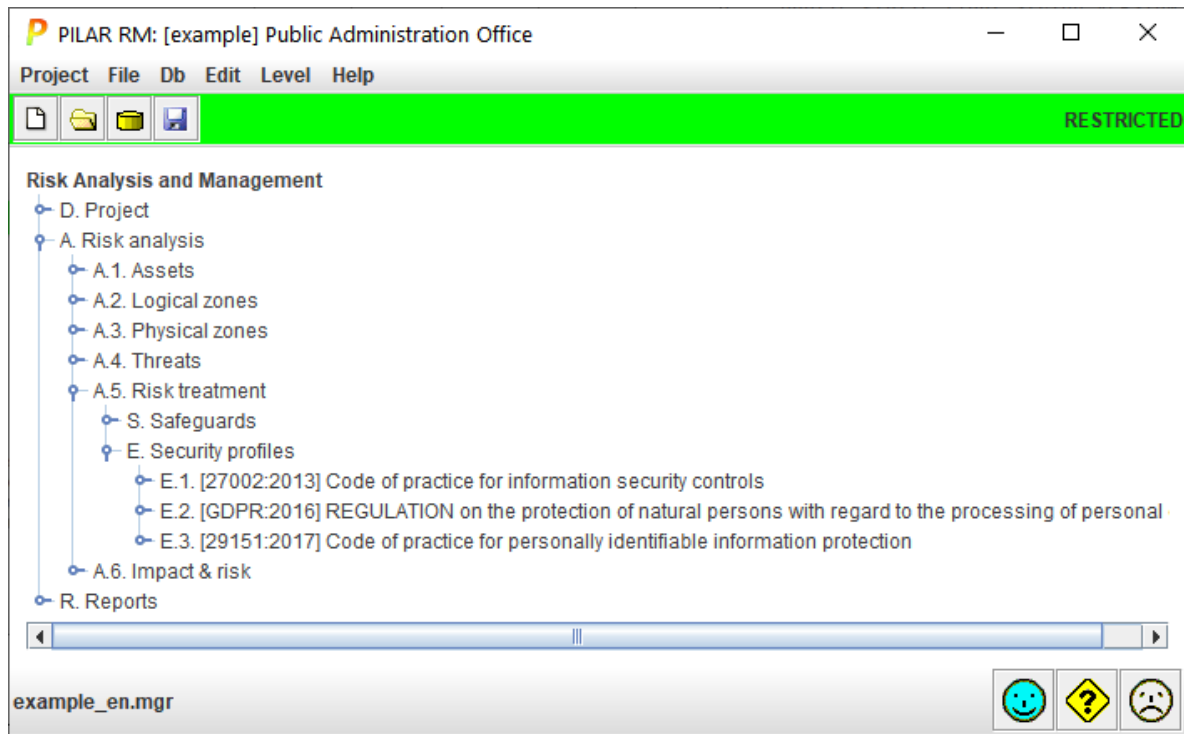 PILAR RM: [example] Public Administration Office
Project File Db Edit Level Help
RESTRICTED
Risk Analysis and Management
D. Project
A. Risk analysis
A.1. Assets
A.2. Logical zones
A.3. Physical zones
A.4. Threats
A.5. Risk treatment
S. Safeguards
E. Security profiles
E.1. [27002:2013] Code of practice for information security controls
E.2. [GDPR:2016] REGULATION on the protection of natural persons with regard to the processing of personal
E.3. [29151:2017] Code of practice for personally identifiable information protection
A.6. Impact & risk
R. Reports
example_en.mgr